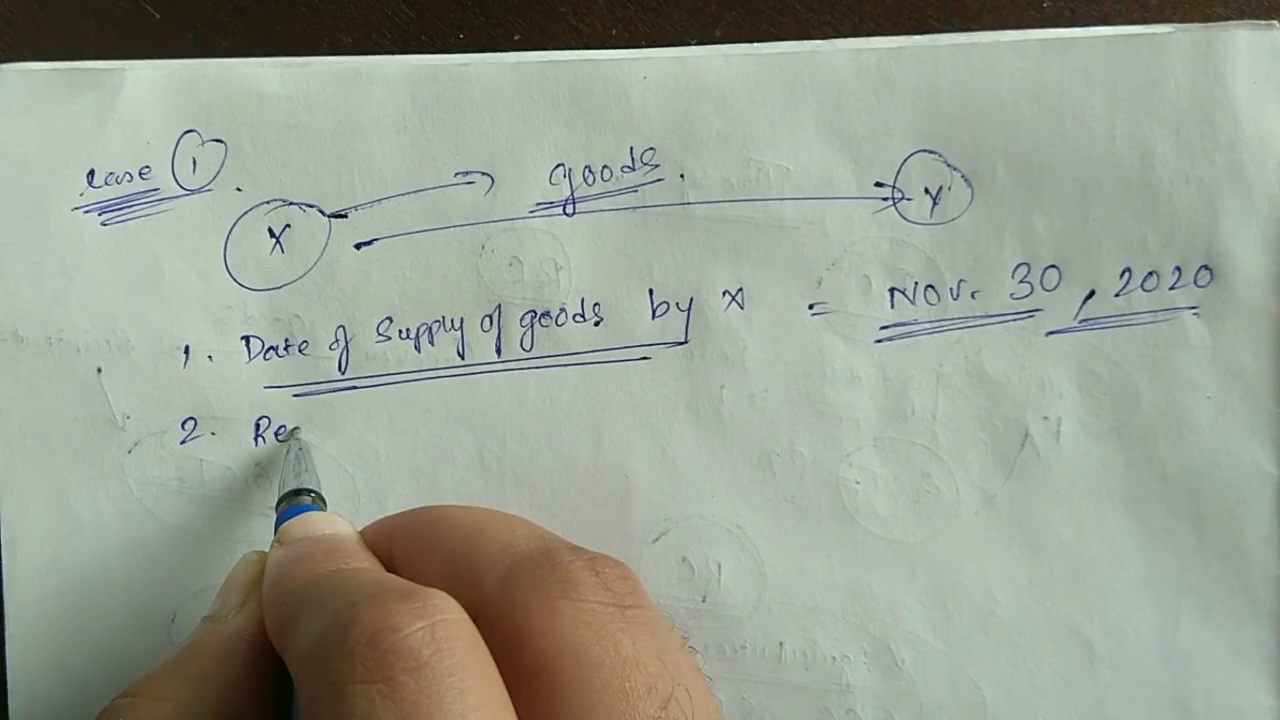 case 1.
goods.
X Y
1. Date of Supply of goods by X = Nov. 30, 2020
2. Re